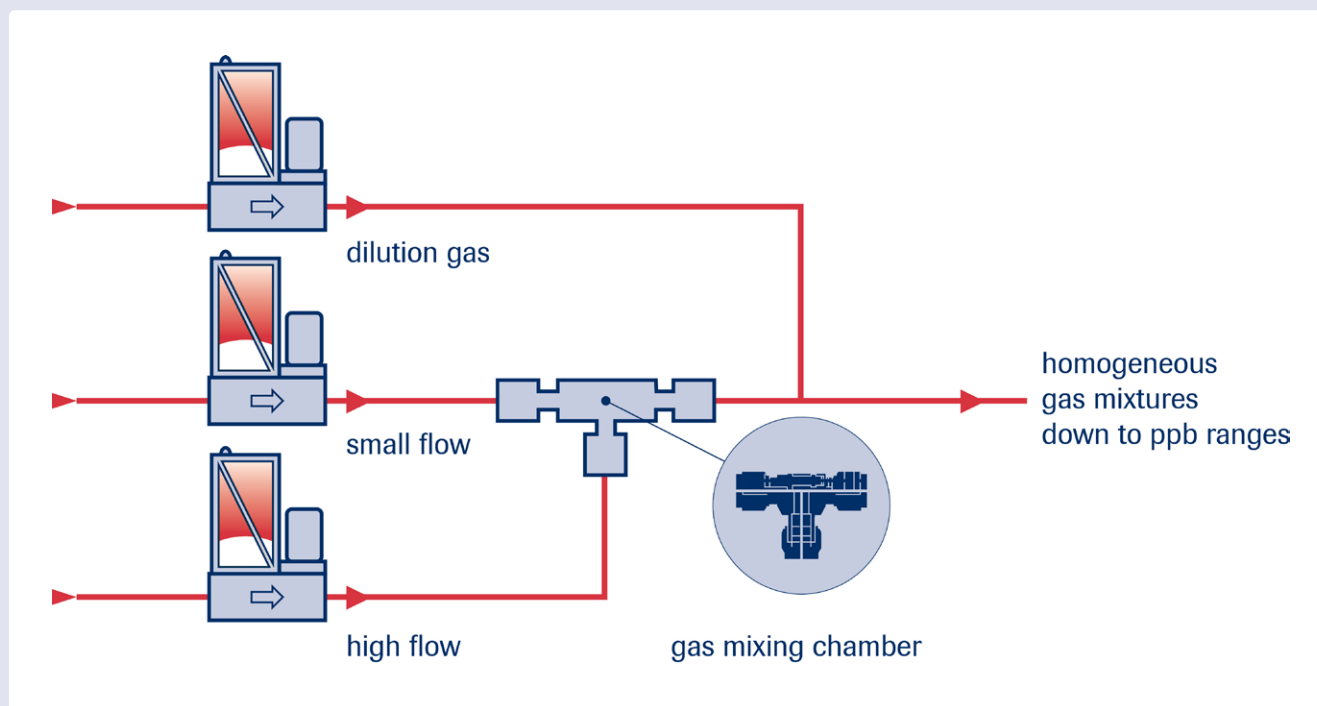 dilution gas
small flow
high flow
gas mixing chamber
homogeneous
gas mixtures
down to ppb ranges